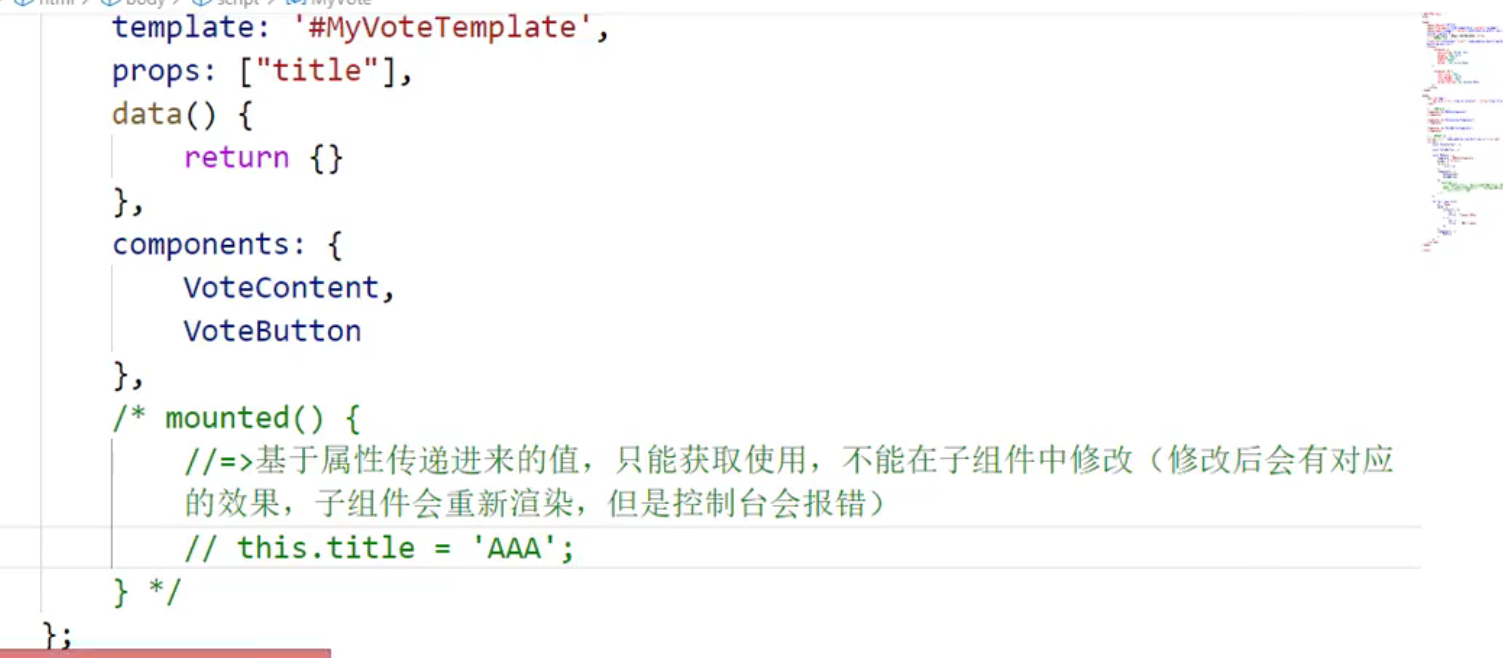 html > body > script > MyVote
template: '#MyVoteTemplate',
props: ["title"],
data() {
return {}
},
components: {
VoteContent,
VoteButton
},
/* mounted() {
//=>基于属性传递进来的值，只能获取使用，不能在子组件中修改（修改后会有对应
的效果，子组件会重新渲染，但是控制台会报错）
// this.title = 'AAA';
} */
};